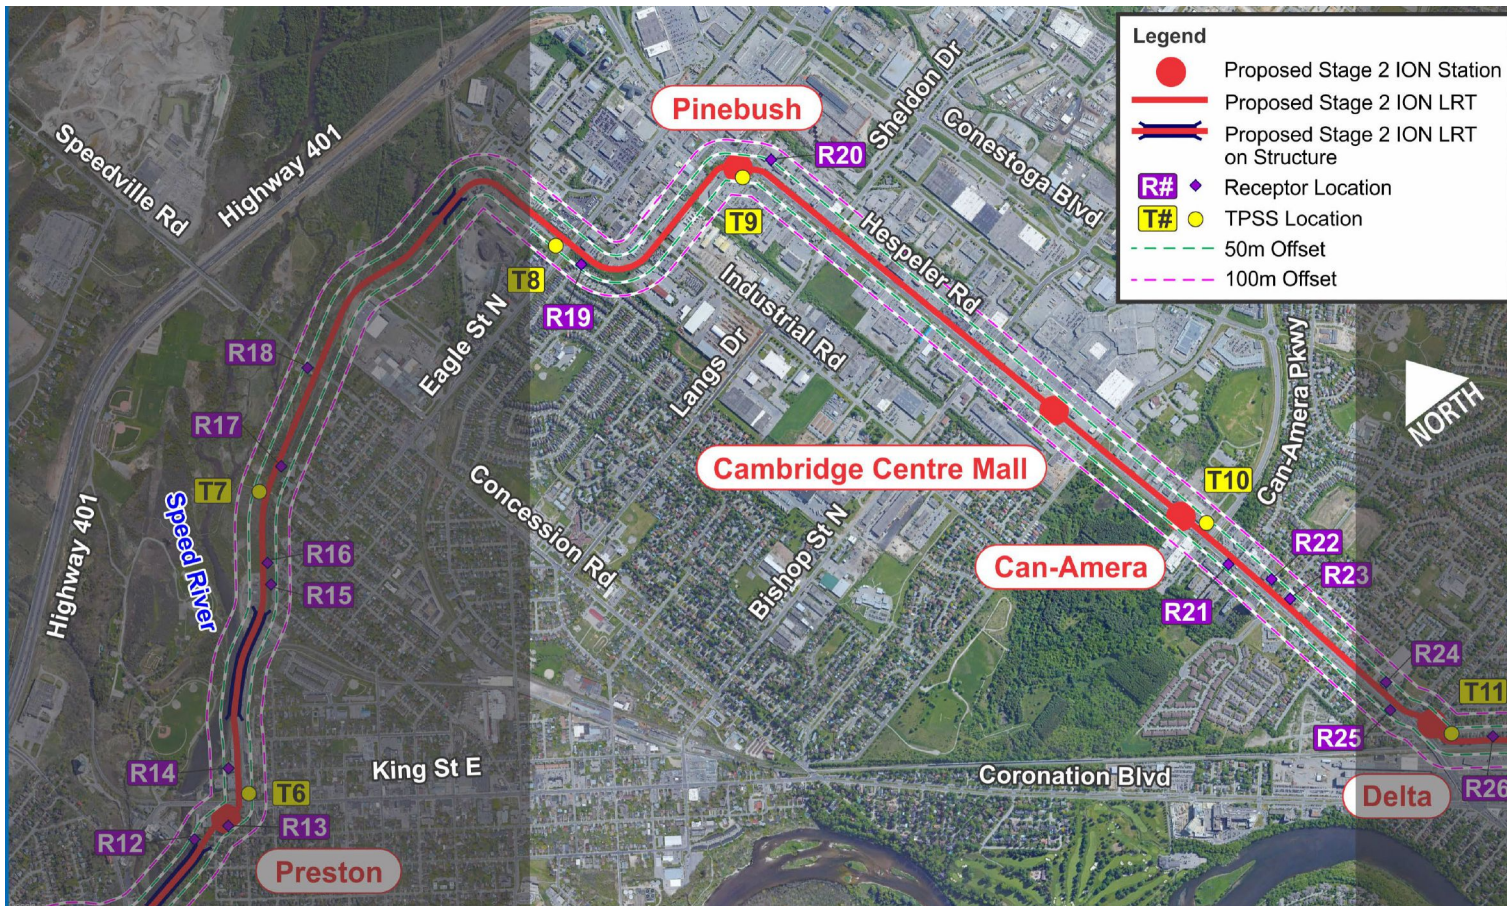 Legend
Proposed Stage 2 ION Station
Proposed Stage 2 ION LRT
Proposed Stage 2 ION LRT
on Structure
R# Receptor Location
T# TPSS Location
50m Offset
100m Offset
Pinebush
R20
Sheldon Dr
Conestoga Blvd
Speedville Rd
Highway 401
T9
Hespeler Rd
T8
R19
Industrial Rd
Eagle St N
Langs Dr
R18
Can-Amera Pkwy
NORTH
R17
T7
Cambridge Centre Mall
T10
Highway 401
Speed River
Concession Rd
Bishop St N
R16
R15
Can-Amera
R22
R23
R21
R24
T11
R25
R14
King St E
Coronation Blvd
T6
Delta
R26
R12
R13
Preston